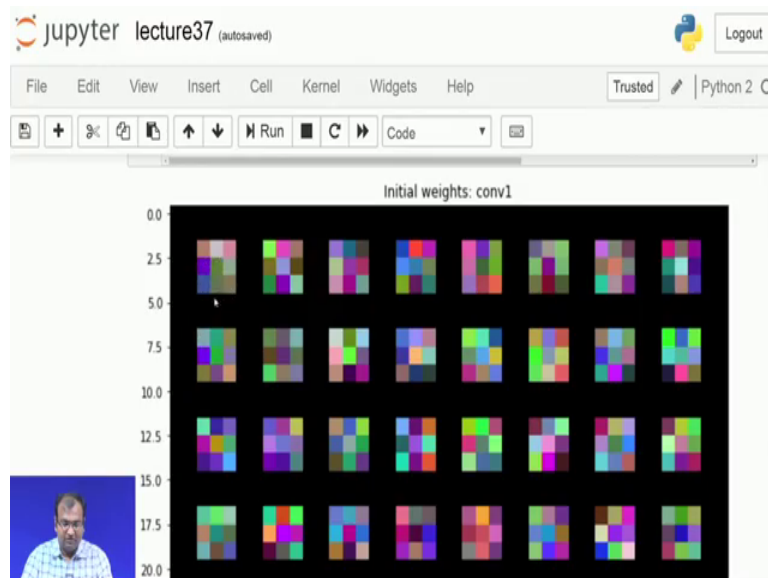 jupyter lecture37 (autosaved)
Logout
File Edit View Insert Cell Kernel Widgets Help
Trusted
Python 2
Run
Code
Initial weights: conv1
0.0
2.5
5.0
7.5
10.0
12.5
15.0
17.5
20.0